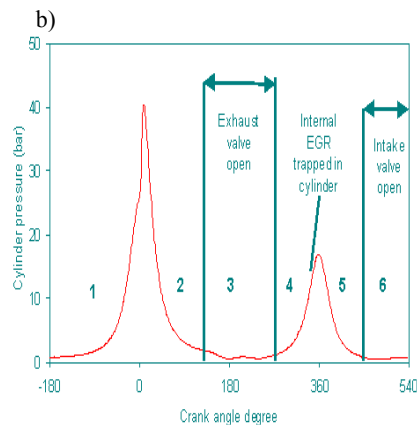 b)
50
40
30
20
10
0
Cylinder pressure (bar)
Exhaust
valve
open
Internal
EGR
trapped in
cylinder
Intake
valve
open
1
2
3
4
5
6
-180
0
180
360
540
Crank angle degree